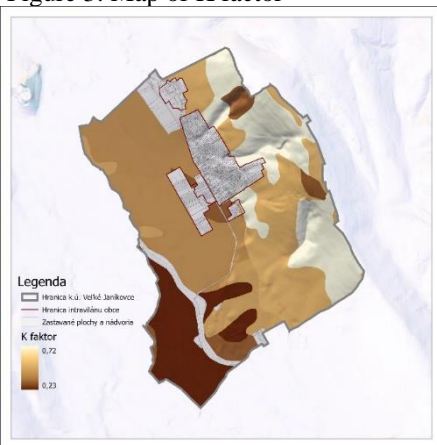 Figure 3: Map of K factor
Legenda
Hranica k.ú. Veľké Janíkovce
Hranica intravilánu obce
Zastavané plochy a nádvoria
K faktor
0,72
0,23